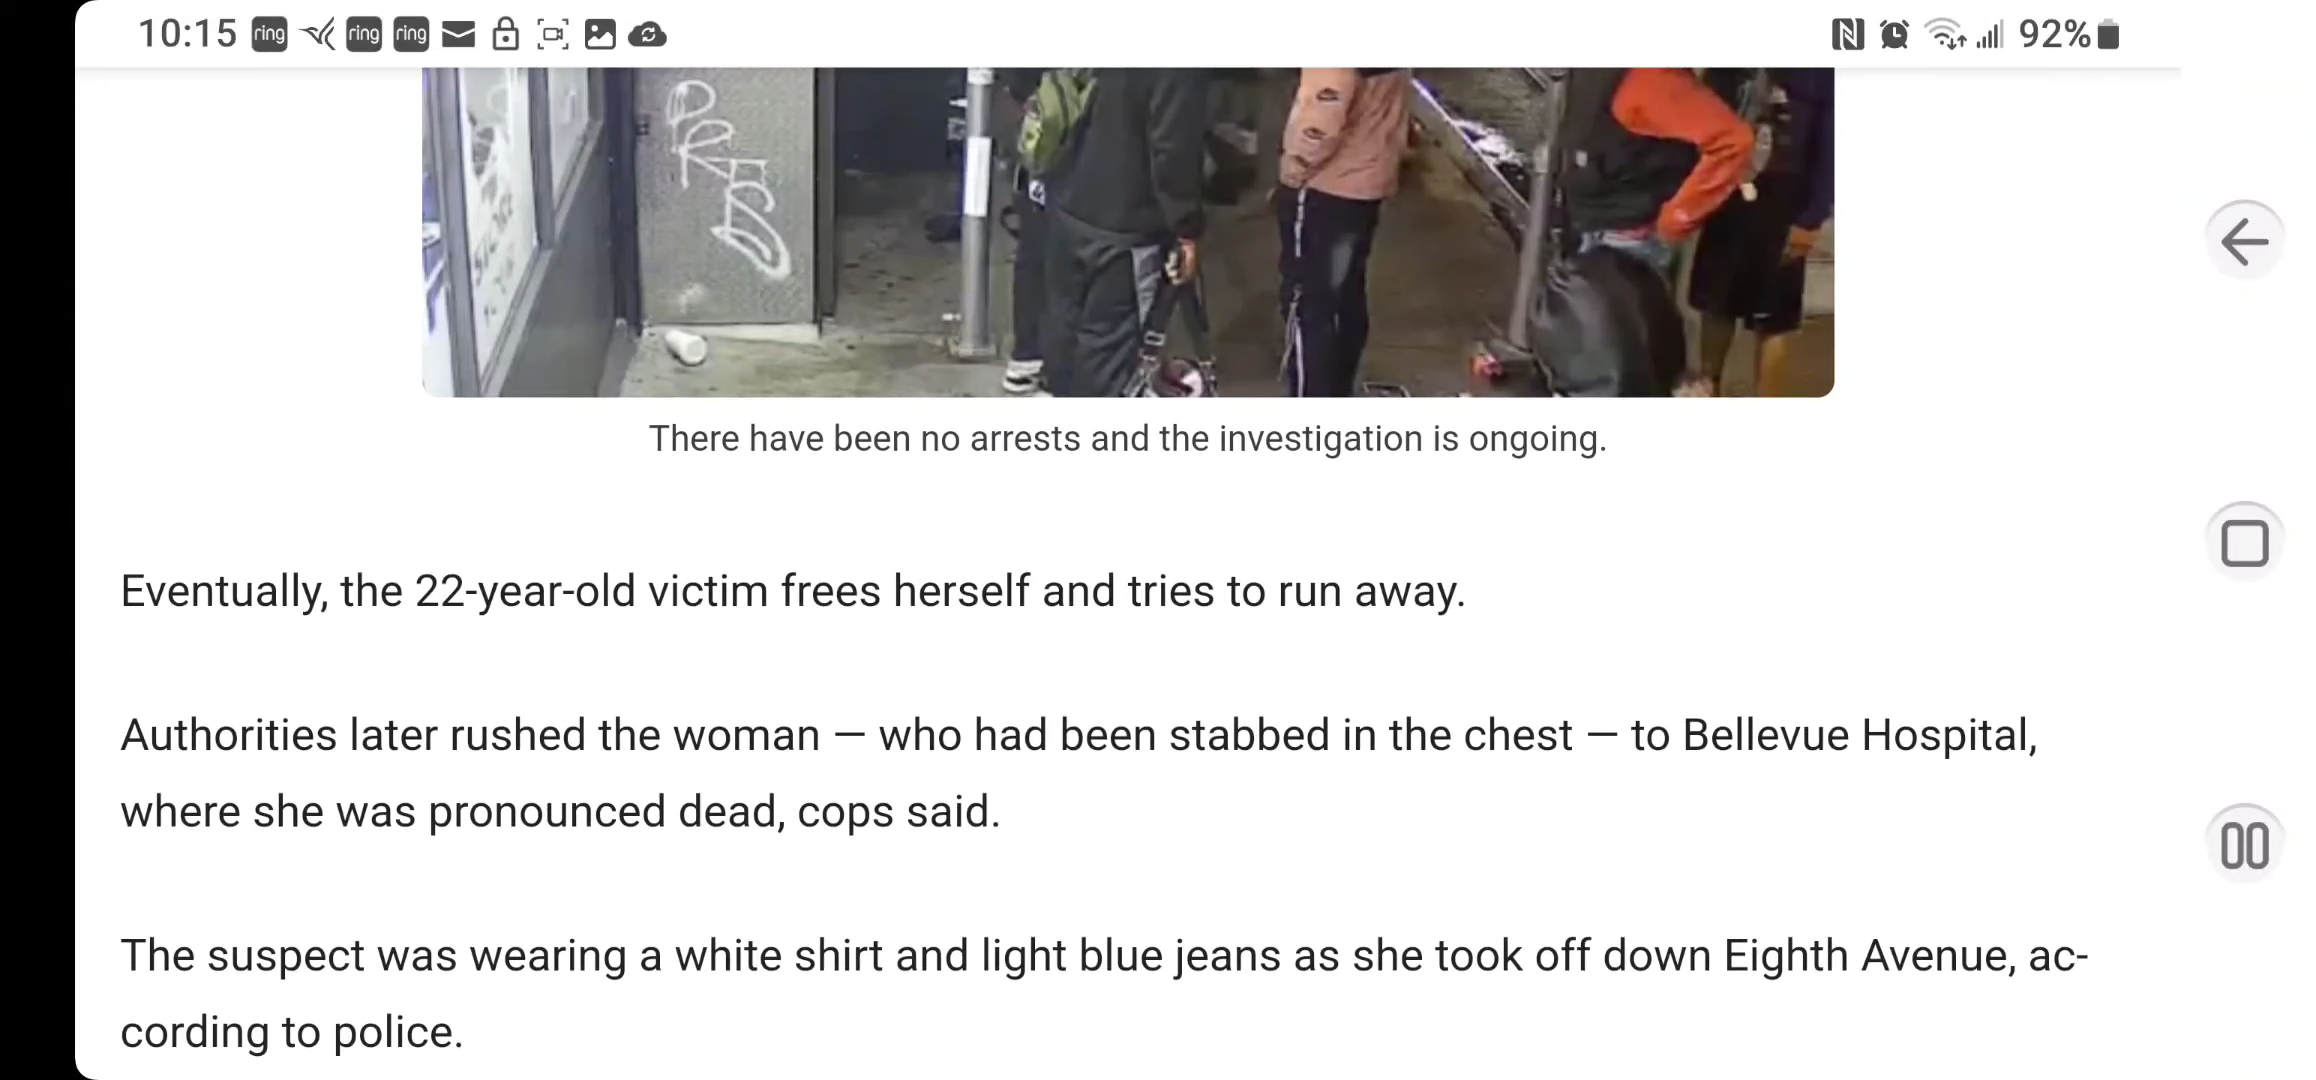 10:15 ring ring ring 92%
There have been no arrests and the investigation is ongoing.
Eventually, the 22-year-old victim frees herself and tries to run away.
Authorities later rushed the woman — who had been stabbed in the chest — to Bellevue Hospital,
where she was pronounced dead, cops said.
The suspect was wearing a white shirt and light blue jeans as she took off down Eighth Avenue, ac-
cording to police.